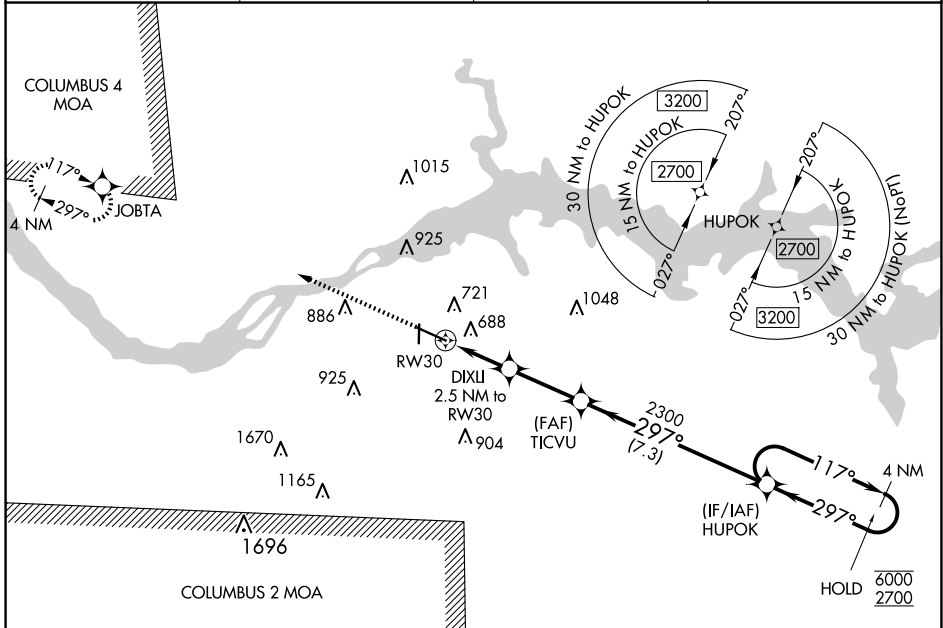 COLUMBUS 4
MOA
117°
297°
4 NM
JOBTA
1015
925
30 NM to HUPOK
3200
207°
15 NM to HUPOK
2700
HUPOK
027°
207°
15 NM to HUPOK
2700
30 NM to HUPOK (NoPT)
027°
3200
721
1048
886
688
RW30
DIXLI
2.5 NM to
RW30
925
(FAF)
TICVU
2300
297°
(7.3)
904
1670
1165
117°
4 NM
297°
(IF/IAF)
HUPOK
1696
COLUMBUS 2 MOA
HOLD
6000
2700